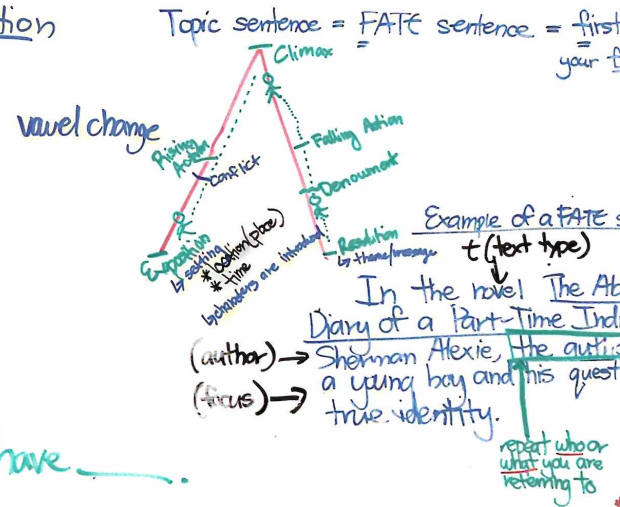 tion
Topic sentence = FATE sentence = first
your f
Climax
vowel change
Rising
Action
Conflict
Falling Action
Denoument
Exposition
↳ setting
* location (place)
* time
↳ characters are introduced
Resolution
↳ theme/message
Example of a FATE s
t (text type)
In the novel The Ab
Diary of a Part-Time Indi
(author) → Sherman Alexie, the auth
(focus) → a young boy and his quest
true identity.
repeat who or
what you are
referring to
have ______.